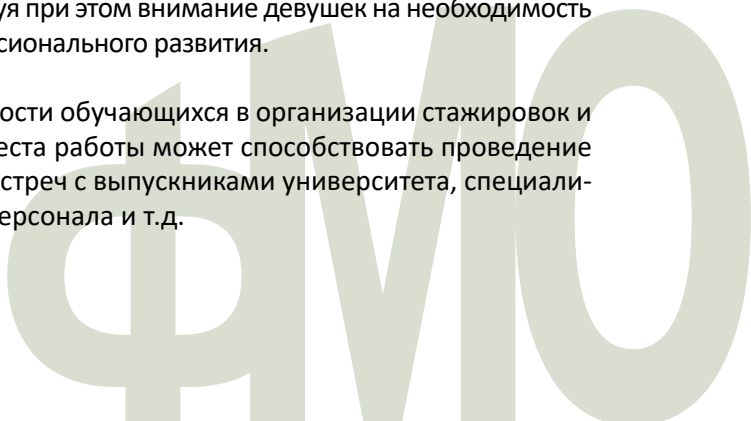 уя при этом внимание девушек на необходимость
сионального развития.
ости обучающихся в организации стажировок и
еста работы может способствовать проведение
стреч с выпускниками университета, специали-
ерсонала и т.д.
ФМО